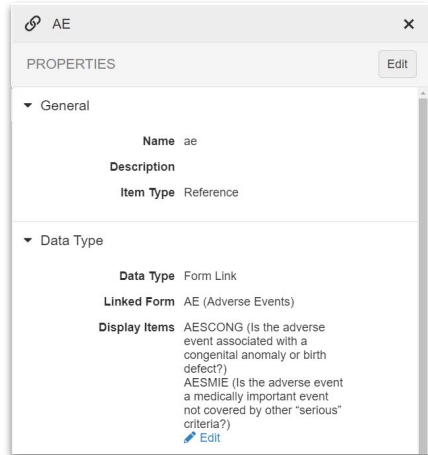 AE
PROPERTIES
Edit
General
Name ae
Description
Item Type Reference
Data Type
Data Type Form Link
Linked Form AE (Adverse Events)
Display Items AESCONG (Is the adverse
event associated with a
congenital anomaly or birth
defect?)
AESMIE (Is the adverse event
a medically important event
not covered by other “serious”
criteria?)
Edit